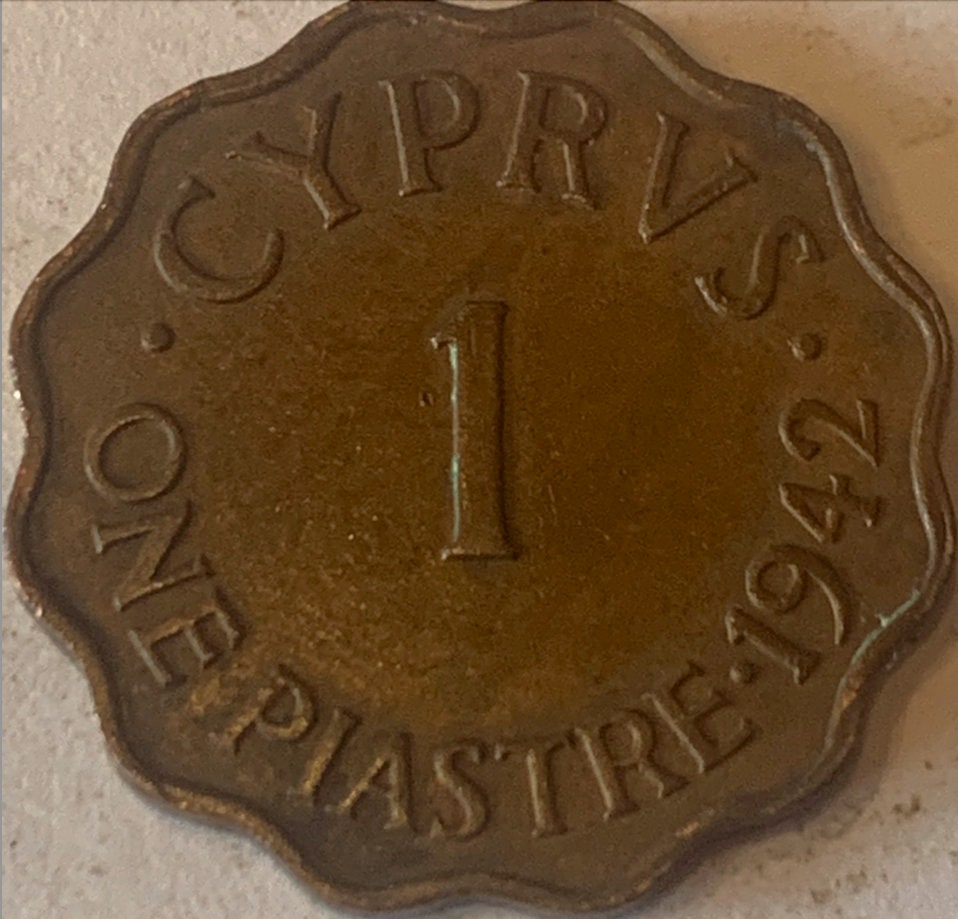 · CYPRVS ·
1
ONE PIASTRE · 1942